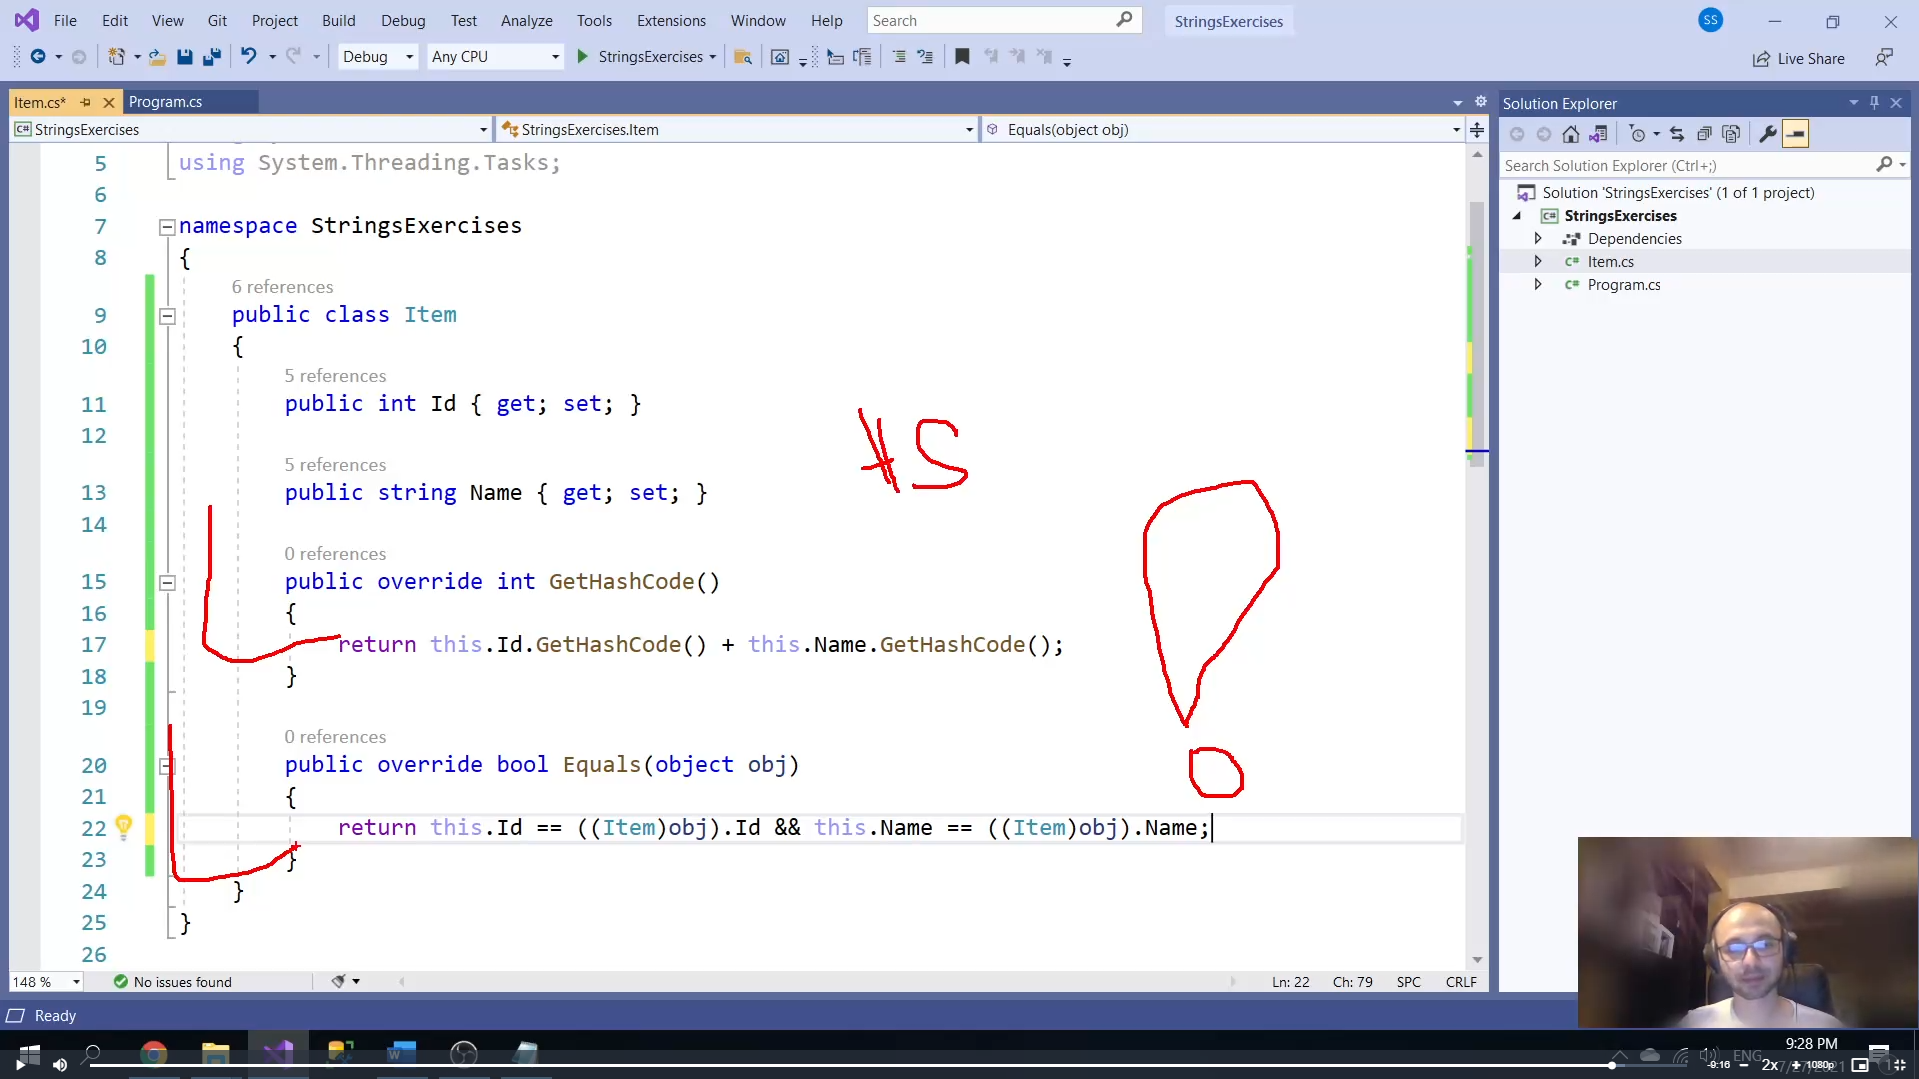 File Edit View Git Project Build Debug Test Analyze Tools Extensions Window Help Search StringsExercises SS
Debug Any CPU StringsExercises Live Share
Item.cs* Program.cs
StringsExercises StringsExercises.Item Equals(object obj)
5 using System.Threading.Tasks;
6
7 namespace StringsExercises
8 {
6 references
9 public class Item
10 {
5 references
11 public int Id { get; set; }
12
5 references
13 public string Name { get; set; }
14
0 references
15 public override int GetHashCode()
16 {
17 return this.Id.GetHashCode() + this.Name.GetHashCode();
18 }
19
0 references
20 public override bool Equals(object obj)
21 {
22 return this.Id == ((Item)obj).Id && this.Name == ((Item)obj).Name;
23 }
24 }
25 }
26
148 % No issues found Ln: 22 Ch: 79 SPC CRLF
Ready
Solution Explorer
Search Solution Explorer (Ctrl+;)
Solution 'StringsExercises' (1 of 1 project)
StringsExercises
Dependencies
Item.cs
Program.cs
9:28 PM
ENG
-9:16 2x 1080p